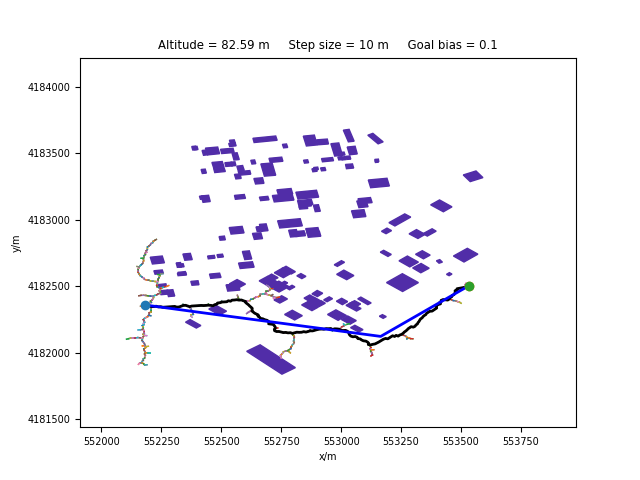 Altitude = 82.59 m     Step size = 10 m     Goal bias = 0.1
4184000
4183500
4183000
4182500
4182000
4181500
y/m
552000 552250 552500 552750 553000 553250 553500 553750
x/m